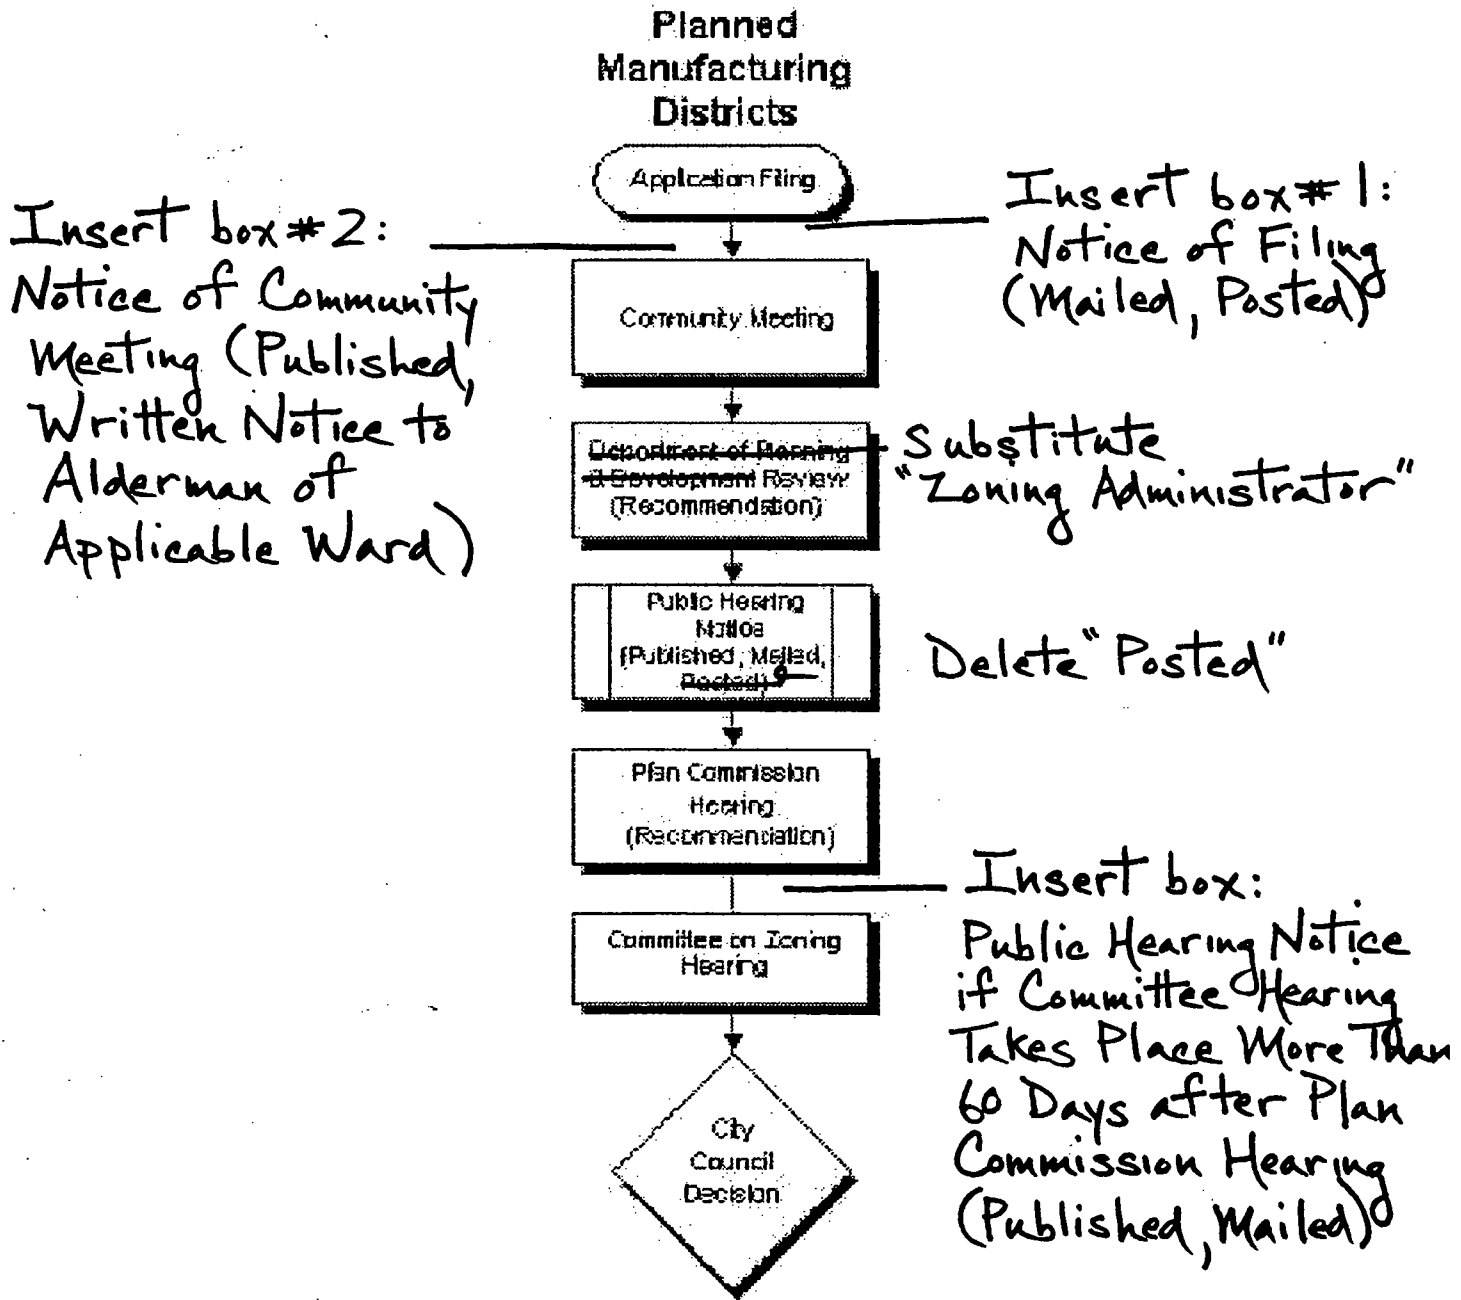 Planned
Manufacturing
Districts
Application Filing
Insert box #1:
Notice of Filing
(Mailed, Posted)
Insert box #2:
Notice of Community
Meeting (Published,
Written Notice to
Alderman of
Applicable Ward)
Community Meeting
Department of Planning
& Development Review
(Recommendation)
Substitute
"Zoning Administrator"
Public Hearing
Notice
(Published, Mailed,
Posted)
Delete "Posted"
Plan Commission
Hearing
(Recommendation)
Insert box:
Public Hearing Notice
if Committee Hearing
Takes Place More Than
60 Days after Plan
Commission Hearing
(Published, Mailed)
Committee on Zoning
Hearing
City
Council
Decision